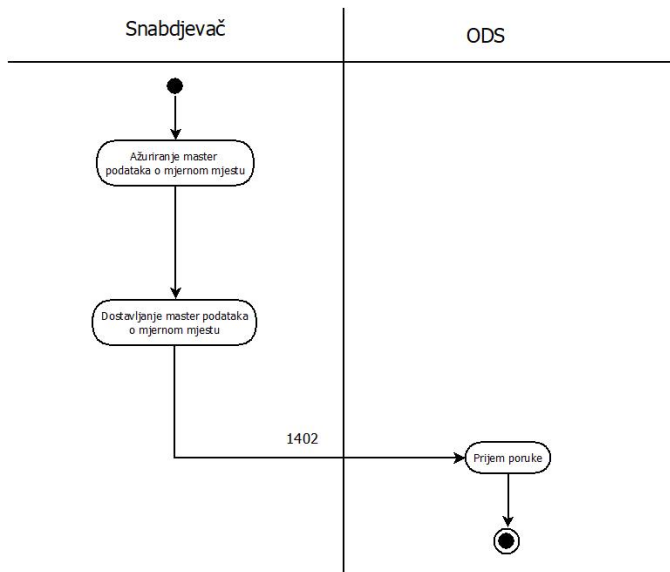 Snabdjevač
ODS
Ažuriranje master
podataka o mjernom mjestu
Dostavljanje master podataka
o mjernom mjestu
1402
Prijem poruke